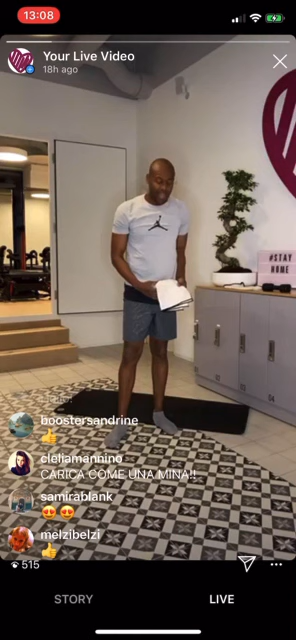 13:08
Your Live Video
18h ago
#STAY
HOME
boostersandrine
👍
cleliamannino
CARICA COME UNA MINA!!
samirablank
😍😍
melzibelzi
👍
515
STORY
LIVE